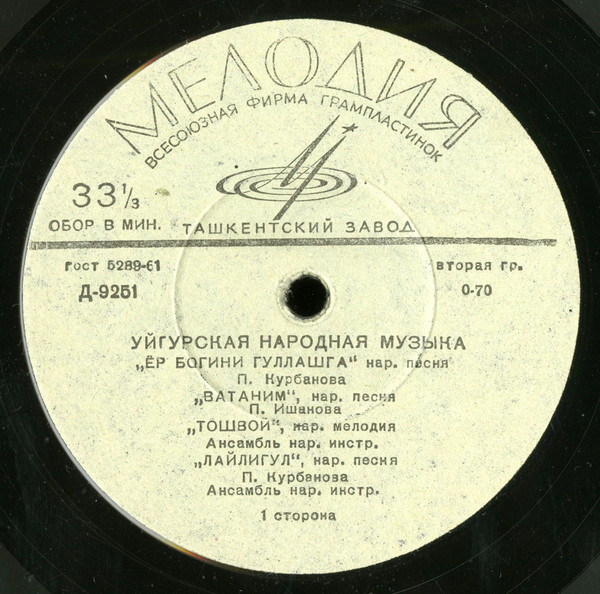 МЕЛОДИЯ
ВСЕСОЮЗНАЯ ФИРМА ГРАМПЛАСТИНОК
33⅓
ОБОР В МИН. ТАШКЕНТСКИЙ ЗАВОД
гост 5289-61 вторая гр.
Д-9251 0-70
УЙГУРСКАЯ НАРОДНАЯ МУЗЫКА
„ЁР БОГИНИ ГУЛЛАШГА“ нар. песня
П. Курбанова
„ВАТАНИМ“, нар. песня
П. Ишанова
„ТОШВОЙ“, нар. мелодия
Ансамбль нар. инстр.
„ЛАЙЛИГУЛ“, нар. песня
П. Курбанова
Ансамбль нар. инстр.
1 сторона